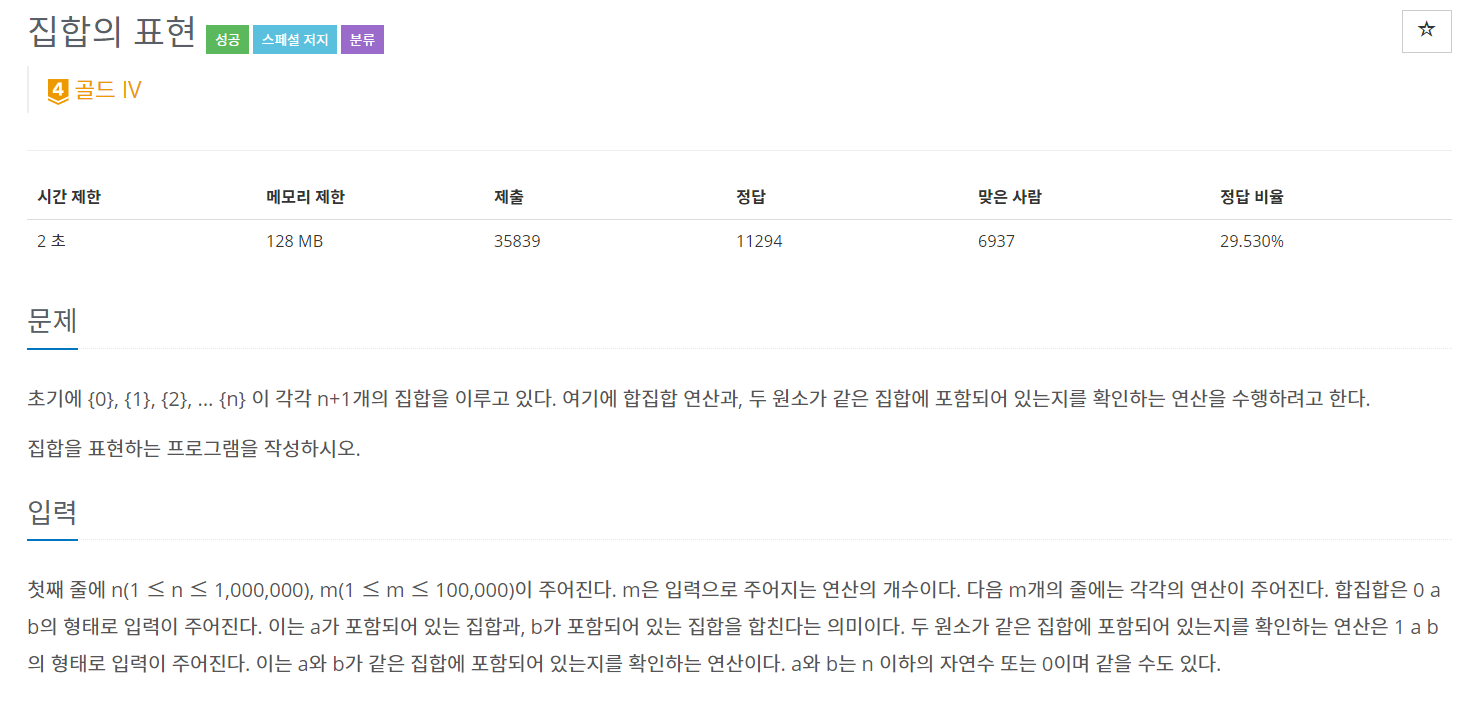 집합의 표현 성공 스페셜 저지 분류
☆
4 골드 IV
시간 제한 메모리 제한 제출 정답 맞은 사람 정답 비율
2 초 128 MB 35839 11294 6937 29.530%
문제
초기에 {0}, {1}, {2}, ... {n} 이 각각 n+1개의 집합을 이루고 있다. 여기에 합집합 연산과, 두 원소가 같은 집합에 포함되어 있는지를 확인하는 연산을 수행하려고 한다.
집합을 표현하는 프로그램을 작성하시오.
입력
첫째 줄에 n(1 ≤ n ≤ 1,000,000), m(1 ≤ m ≤ 100,000)이 주어진다. m은 입력으로 주어지는 연산의 개수이다. 다음 m개의 줄에는 각각의 연산이 주어진다. 합집합은 0 a
b의 형태로 입력이 주어진다. 이는 a가 포함되어 있는 집합과, b가 포함되어 있는 집합을 합친다는 의미이다. 두 원소가 같은 집합에 포함되어 있는지를 확인하는 연산은 1 a b
의 형태로 입력이 주어진다. 이는 a와 b가 같은 집합에 포함되어 있는지를 확인하는 연산이다. a와 b는 n 이하의 자연수 또는 0이며 같을 수도 있다.